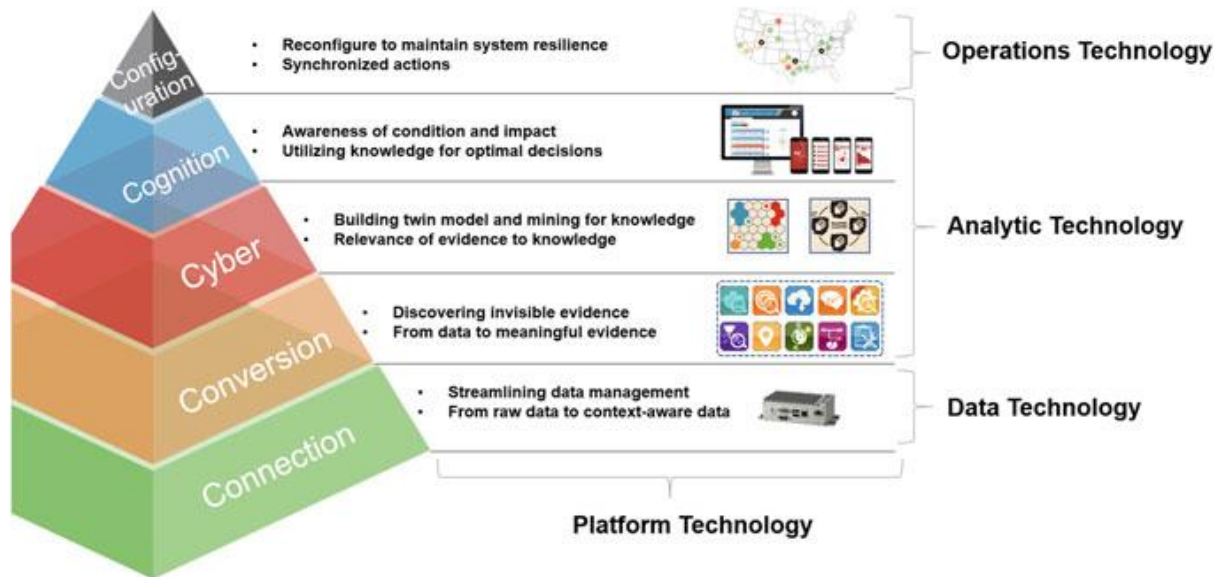 Config-
uration
• Reconfigure to maintain system resilience
• Synchronized actions
Operations Technology
Cognition
• Awareness of condition and impact
• Utilizing knowledge for optimal decisions
Cyber
• Building twin model and mining for knowledge
• Relevance of evidence to knowledge
Analytic Technology
Conversion
• Discovering invisible evidence
• From data to meaningful evidence
Connection
• Streamlining data management
• From raw data to context-aware data
Data Technology
Platform Technology